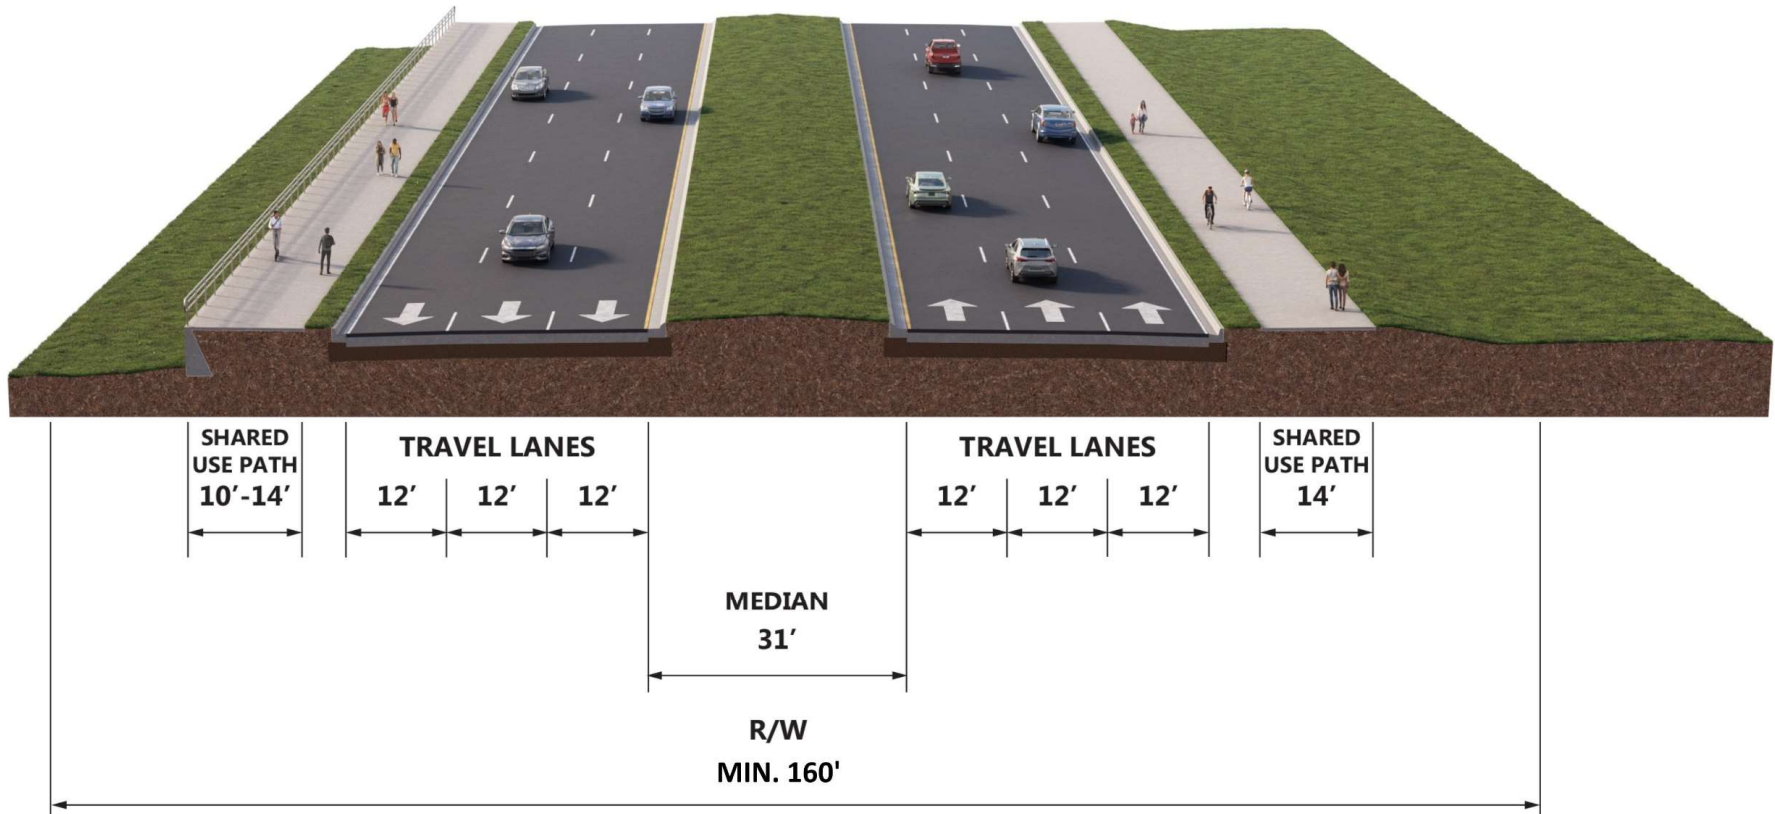 SHARED
USE PATH
10’-14’
TRAVEL LANES
12’ 12’ 12’
TRAVEL LANES
12’ 12’ 12’
SHARED
USE PATH
14’
MEDIAN
31’
R/W
MIN. 160'